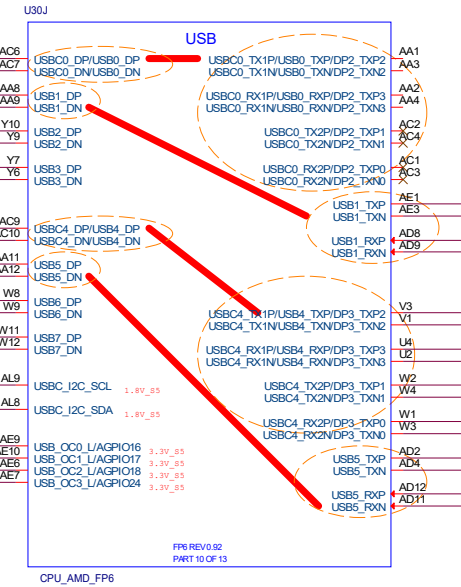 U30J
USB
AC6 USBC0_DP/USB0_DP USBC0_TX1P/USB0_TXP/DP2_TXP2 AA1
AC7 USBC0_DN/USB0_DN USBC0_TX1N/USB0_TXN/DP2_TXN2 AA3
AA8 USB1_DP USBC0_RX1P/USB0_RXP/DP2_TXP3 AA2
AA9 USB1_DN USBC0_RX1N/USB0_RXN/DP2_TXN3 AA4
Y10 USB2_DP USBC0_TX2P/DP2_TXP1 AC2
Y9 USB2_DN USBC0_TX2N/DP2_TXN1 AC4
Y7 USB3_DP USBC0_RX2P/DP2_TXP0 AC1
Y6 USB3_DN USBC0_RX2N/DP2_TXN0 AC3
USB1_TXP AE1
USB1_TXN AE3
AC9 USBC4_DP/USB4_DP USB1_RXP AD8
AC10 USBC4_DN/USB4_DN USB1_RXN AD9
AA11 USB5_DP
AA12 USB5_DN
W8 USB6_DP USBC4_TX1P/USB4_TXP/DP3_TXP2 V3
W9 USB6_DN USBC4_TX1N/USB4_TXN/DP3_TXN2 V1
W11 USB7_DP USBC4_RX1P/USB4_RXP/DP3_TXP3 U4
W12 USB7_DN USBC4_RX1N/USB4_RXN/DP3_TXN3 U2
AL9 USBC_I2C_SCL 1.8V_S5 USBC4_TX2P/DP3_TXP1 W2
USBC4_TX2N/DP3_TXN1 W4
AL8 USBC_I2C_SDA 1.8V_S5 USBC4_RX2P/DP3_TXP0 W1
USBC4_RX2N/DP3_TXN0 W3
AE9 USB_OC0_L/AGPIO16 3.3V_S5
AE10 USB_OC1_L/AGPIO17 3.3V_S5 USB5_TXP AD2
AE6 USB_OC2_L/AGPIO18 3.3V_S5 USB5_TXN AD4
AE7 USB_OC3_L/AGPIO24 3.3V_S5
USB5_RXP AD12
USB5_RXN AD11
FP6 REV 0.92
PART 10 OF 13
CPU_AMD_FP6